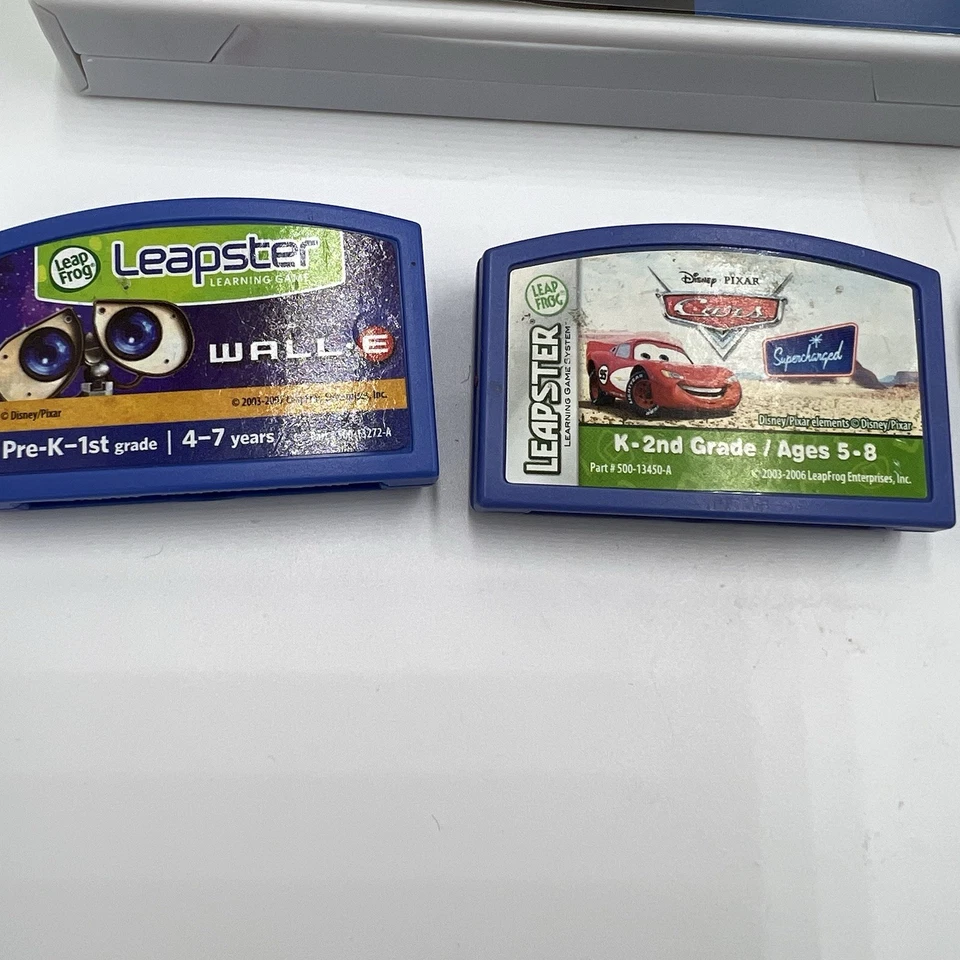 Leap
Frog
Leapster
LEARNING GAME
WALL•E
© Disney/Pixar
Inc.
Pre-K–1st grade | 4–7 years
LEAP
FROG
LEAPSTER
LEARNING GAME SYSTEM
Disney • PIXAR
Cars
95
Supercharged
Disney/Pixar elements © Disney/Pixar
K-2nd Grade / Ages 5-8
Part # 500-13450-A
© 2003-2006 LeapFrog Enterprises, Inc.